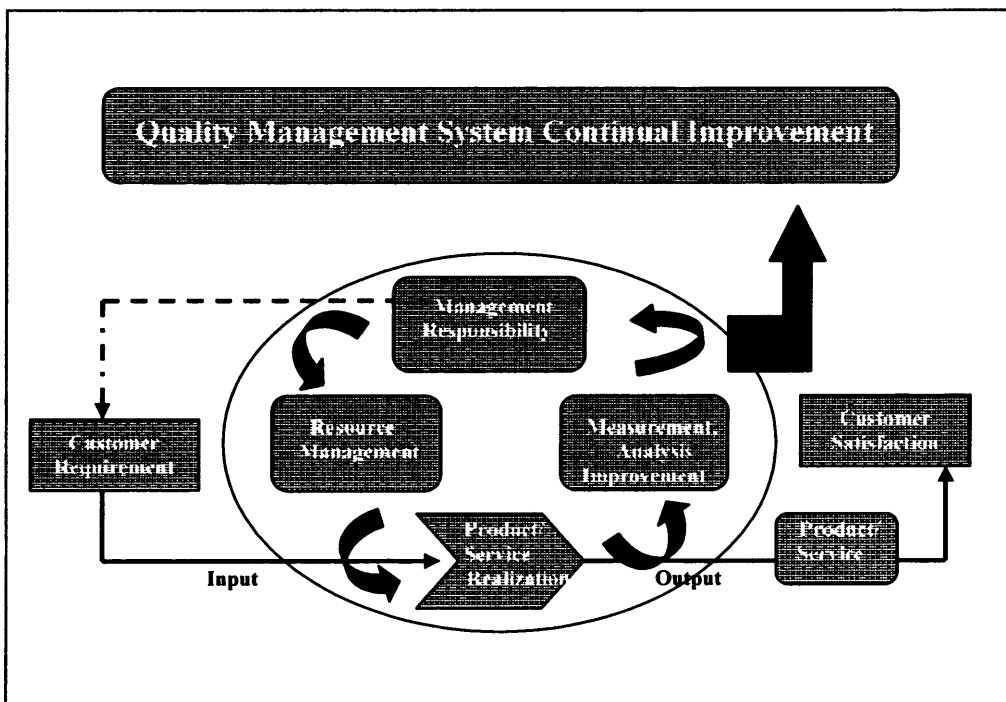 Quality Management System Continual Improvement
Management
Responsibility
Customer
Requirement
Resource
Management
Measurement,
Analysis
Improvement
Customer
Satisfaction
Product/
Service
Realization
Product/
Service
Input
Output